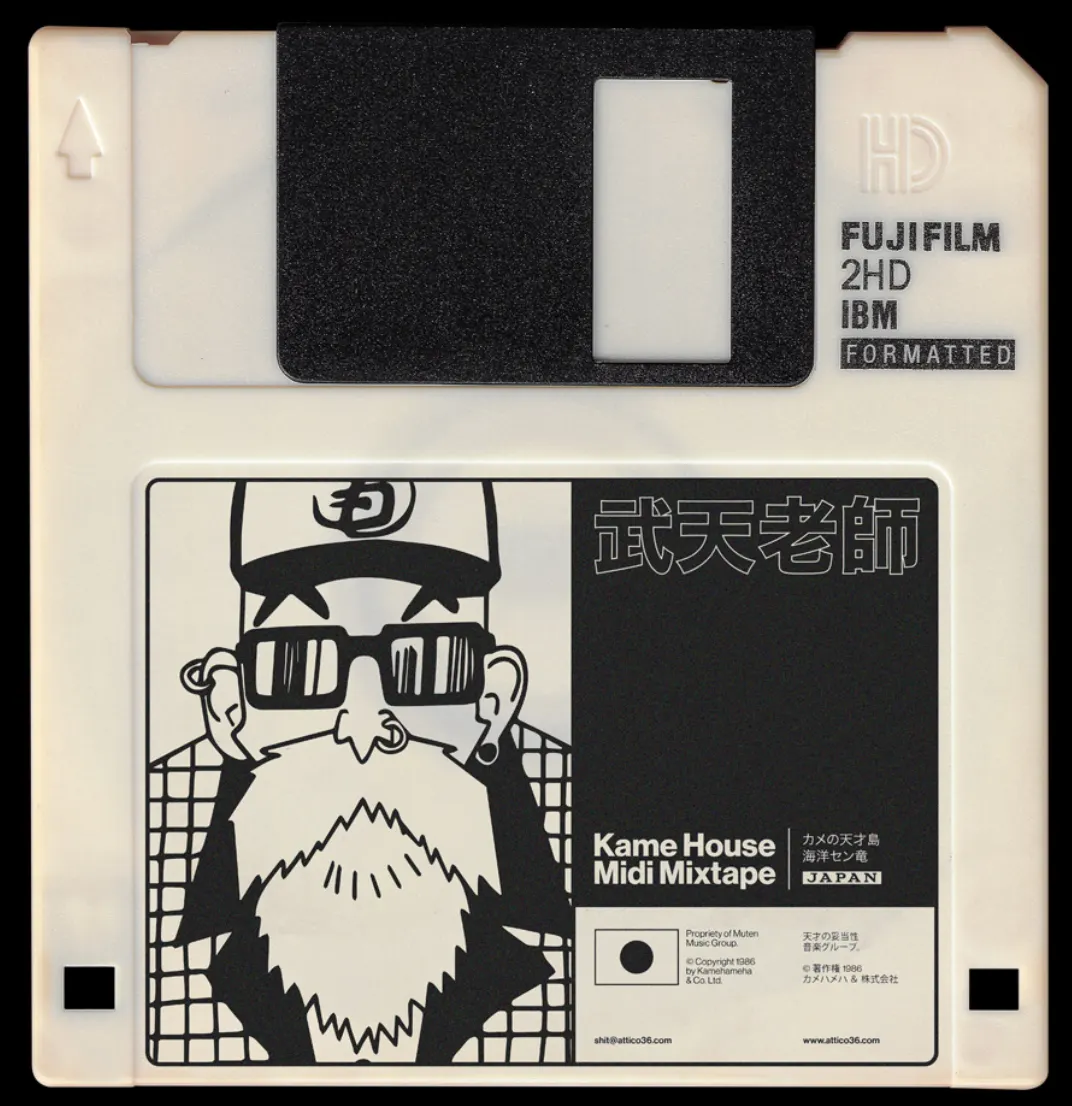 HD
FUJIFILM
2HD
IBM
FORMATTED
武天老師
Kame House
Midi Mixtape
カメの天才島
海洋セン竜
JAPAN
Propriety of Muten
Music Group.
© Copyright 1986
by Kamehameha
& Co. Ltd.
天才の妥当性
音楽グループ。
© 著作権 1986
カメハメハ & 株式会社
shit@attico36.com
www.attico36.com